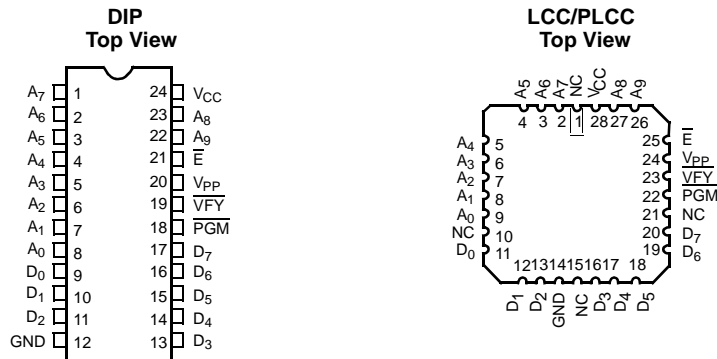 DIP
Top View
A7 1 24 VCC
A6 2 23 A8
A5 3 22 A9
A4 4 21 E̅
A3 5 20 VPP
A2 6 19 V̅F̅Y̅
A1 7 18 P̅G̅M̅
A0 8 17 D7
D0 9 16 D6
D1 10 15 D5
D2 11 14 D4
GND 12 13 D3
LCC/PLCC
Top View
A5 A6 A7 NC VCC A8 A9
4 3 2 1 28 27 26
A4 5 25 E̅
A3 6 24 VPP
A2 7 23 V̅F̅Y̅
A1 8 22 P̅G̅M̅
A0 9 21 NC
NC 10 20 D7
D0 11 19 D6
12 13 14 15 16 17 18
D1 D2 GND NC D3 D4 D5